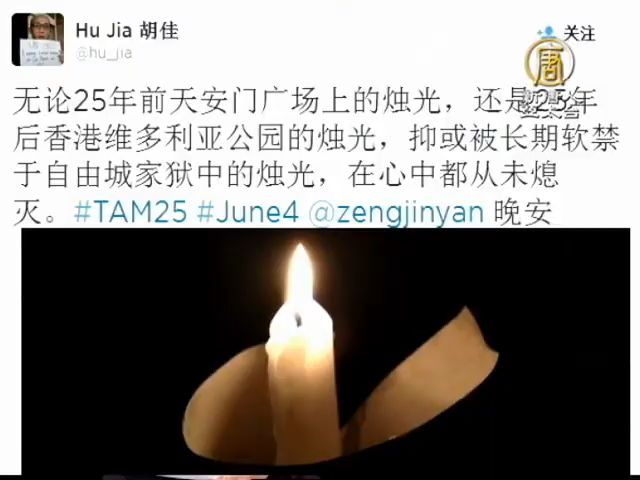 Hu Jia 胡佳
@hu_jia
关注
唐
无论25年前天安门广场上的烛光，还是25年
后香港维多利亚公园的烛光，抑或被长期软禁
于自由城家狱中的烛光，在心中都从未熄
灭。#TAM25 #June4 @zengjinyan 晚安